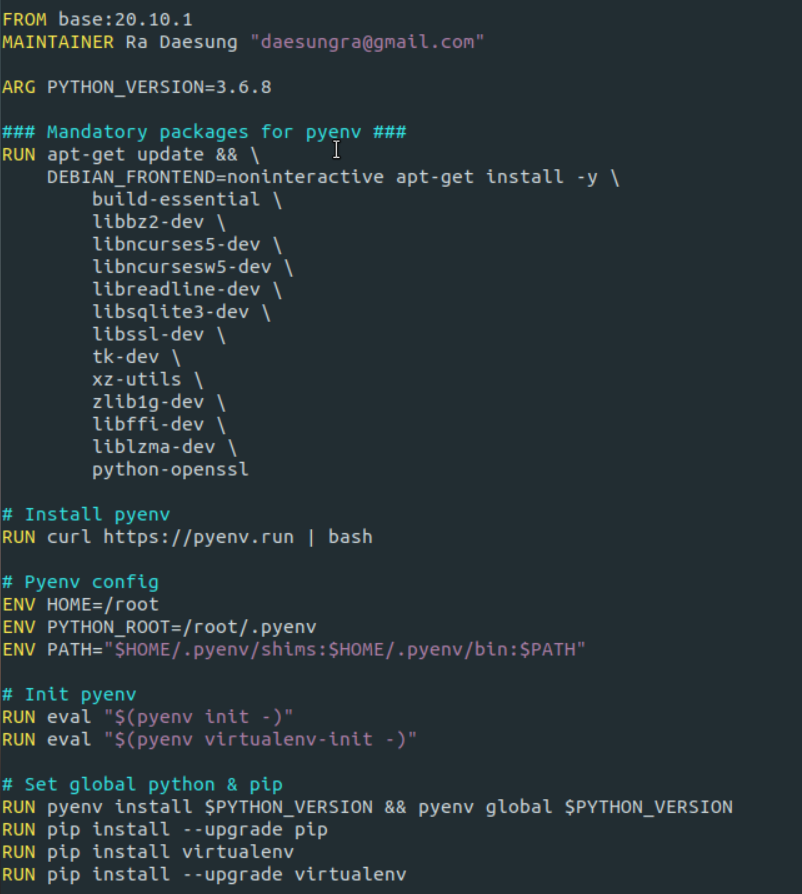 FROM base:20.10.1
MAINTAINER Ra Daesung "daesungra@gmail.com"
ARG PYTHON_VERSION=3.6.8
### Mandatory packages for pyenv ###
RUN apt-get update && \
DEBIAN_FRONTEND=noninteractive apt-get install -y \
build-essential \
libbz2-dev \
libncurses5-dev \
libncursesw5-dev \
libreadline-dev \
libsqlite3-dev \
libssl-dev \
tk-dev \
xz-utils \
zlib1g-dev \
libffi-dev \
liblzma-dev \
python-openssl
# Install pyenv
RUN curl https://pyenv.run | bash
# Pyenv config
ENV HOME=/root
ENV PYTHON_ROOT=/root/.pyenv
ENV PATH="$HOME/.pyenv/shims:$HOME/.pyenv/bin:$PATH"
# Init pyenv
RUN eval "$(pyenv init -)"
RUN eval "$(pyenv virtualenv-init -)"
# Set global python & pip
RUN pyenv install $PYTHON_VERSION && pyenv global $PYTHON_VERSION
RUN pip install --upgrade pip
RUN pip install virtualenv
RUN pip install --upgrade virtualenv